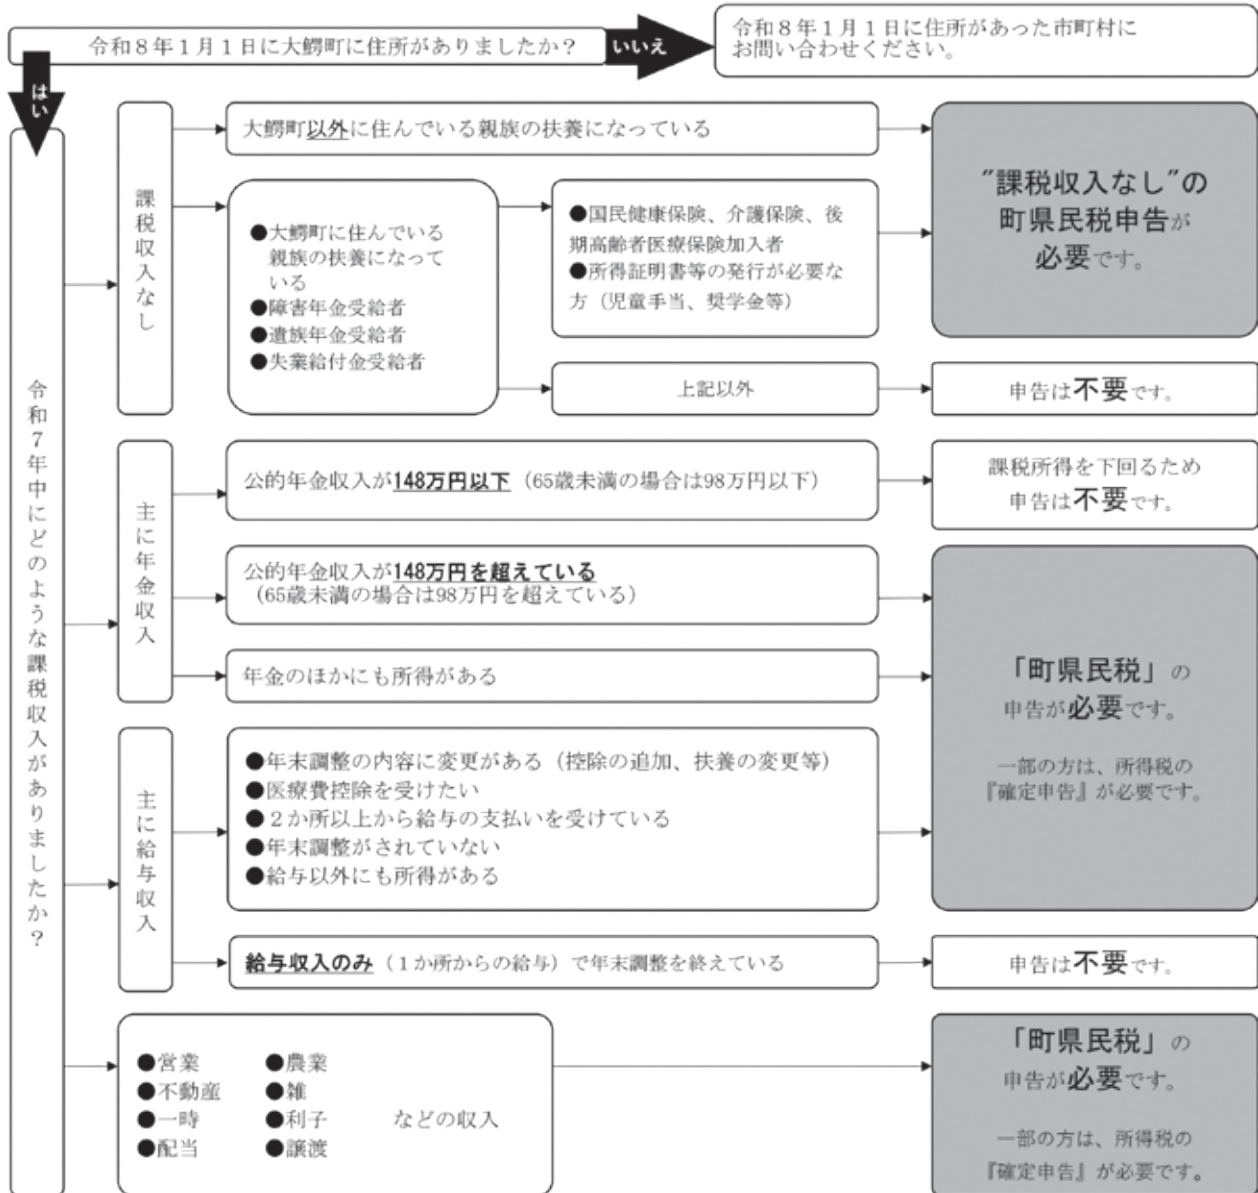 令和８年１月１日に大鰐町に住所がありましたか？
いいえ
令和８年１月１日に住所があった市町村に
お問い合わせください。
はい
令和７年中にどのような課税収入がありましたか？
課税収入なし
大鰐町以外に住んでいる親族の扶養になっている
●大鰐町に住んでいる
親族の扶養になって
いる
●障害年金受給者
●遺族年金受給者
●失業給付金受給者
●国民健康保険、介護保険、後
期高齢者医療保険加入者
●所得証明書等の発行が必要な
方（児童手当、奨学金等）
"課税収入なし"の
町県民税申告が
必要です。
上記以外
申告は不要です。
主に年金収入
公的年金収入が148万円以下（65歳未満の場合は98万円以下）
課税所得を下回るため
申告は不要です。
公的年金収入が148万円を超えている
（65歳未満の場合は98万円を超えている）
年金のほかにも所得がある
「町県民税」の
申告が必要です。
一部の方は、所得税の
『確定申告』が必要です。
主に給与収入
●年末調整の内容に変更がある（控除の追加、扶養の変更等）
●医療費控除を受けたい
●２か所以上から給与の支払いを受けている
●年末調整がされていない
●給与以外にも所得がある
給与収入のみ（１か所からの給与）で年末調整を終えている
申告は不要です。
●営業 ●農業
●不動産 ●雑
●一時 ●利子 などの収入
●配当 ●譲渡
「町県民税」の
申告が必要です。
一部の方は、所得税の
『確定申告』が必要です。